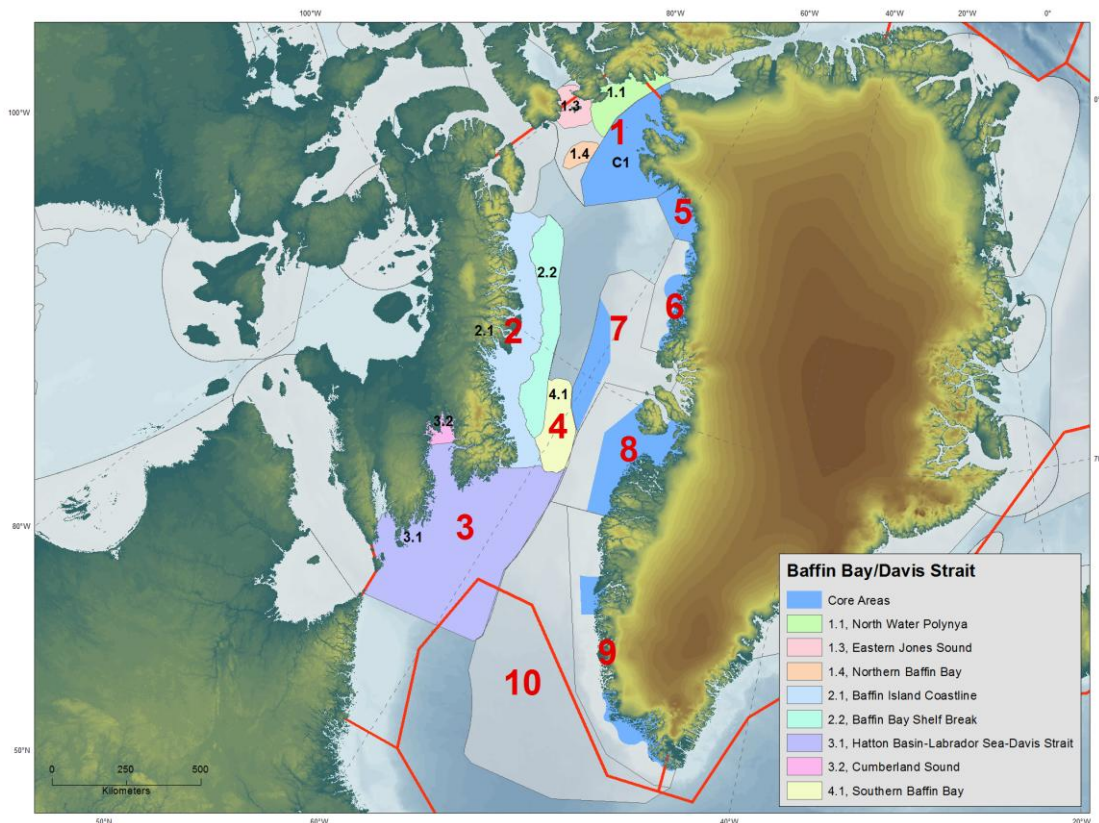 100°W
80°W
40°W
20°W
0°
100°W
1.1
1.3
1
1.4
C1
5
2.2
6
7
2.1
2
4.1
3.2
4
8
80°W
3
3.1
9
10
50°N
0
250
500
Kilometers
Baffin Bay/Davis Strait
Core Areas
1.1, North Water Polynya
1.3, Eastern Jones Sound
1.4, Northern Baffin Bay
2.1, Baffin Island Coastline
2.2, Baffin Bay Shelf Break
3.1, Hatton Basin-Labrador Sea-Davis Strait
3.2, Cumberland Sound
4.1, Southern Baffin Bay
40°W
20°W